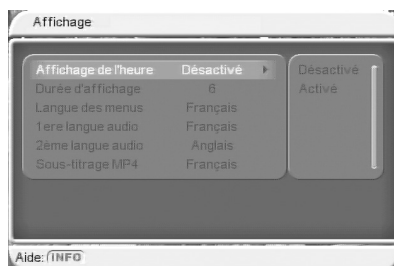 Affichage
Affichage de l'heure Désactivé
Durée d'affichage 6
Langue des menus Français
1ere langue audio Français
2ème langue audio Anglais
Sous-titrage MP4 Français
Désactivé
Activé
Aide: INFO